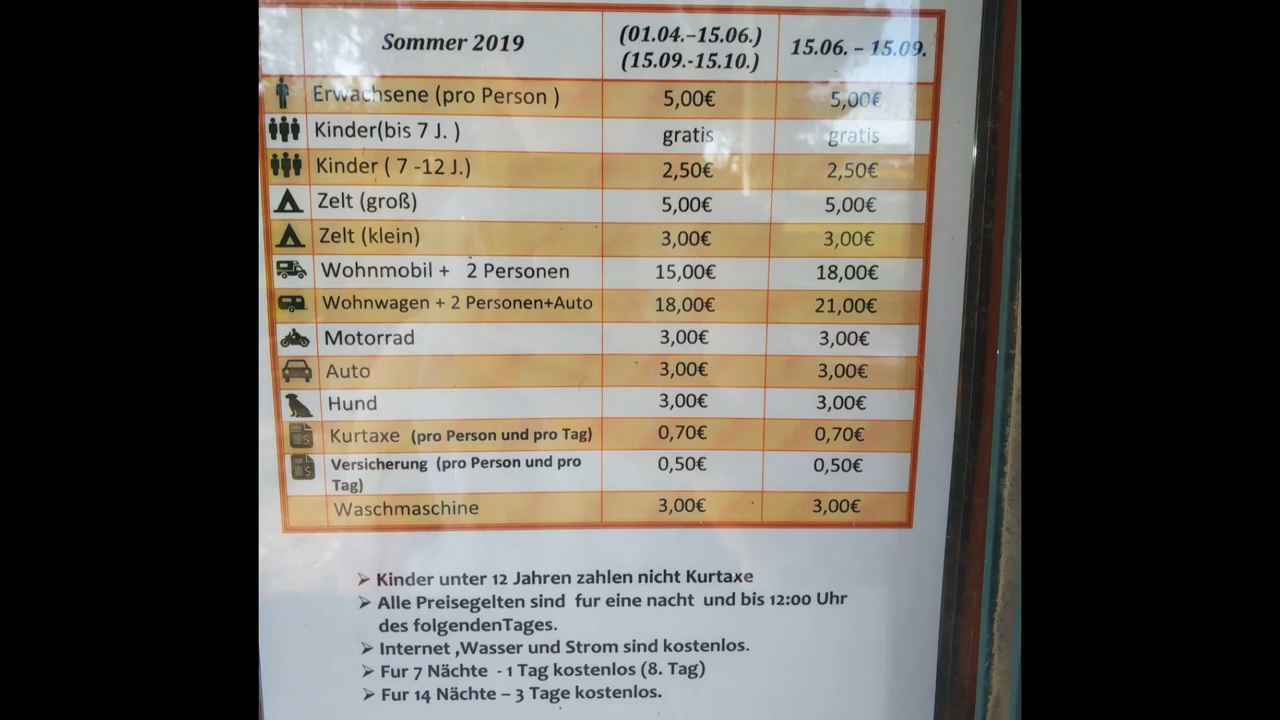 Sommer 2019 (01.04.–15.06.) 15.06. – 15.09.
(15.09.-15.10.)
Erwachsene (pro Person ) 5,00€ 5,00€
Kinder(bis 7 J. ) gratis gratis
Kinder ( 7 -12 J.) 2,50€ 2,50€
Zelt (groß) 5,00€ 5,00€
Zelt (klein) 3,00€ 3,00€
Wohnmobil + 2 Personen 15,00€ 18,00€
Wohnwagen + 2 Personen+Auto 18,00€ 21,00€
Motorrad 3,00€ 3,00€
Auto 3,00€ 3,00€
Hund 3,00€ 3,00€
Kurtaxe (pro Person und pro Tag) 0,70€ 0,70€
Versicherung (pro Person und pro 0,50€ 0,50€
Tag)
Waschmaschine 3,00€ 3,00€
➢ Kinder unter 12 Jahren zahlen nicht Kurtaxe
➢ Alle Preisegelten sind fur eine nacht und bis 12:00 Uhr
des folgendenTages.
➢ Internet ,Wasser und Strom sind kostenlos.
➢ Fur 7 Nächte - 1 Tag kostenlos (8. Tag)
➢ Fur 14 Nächte – 3 Tage kostenlos.